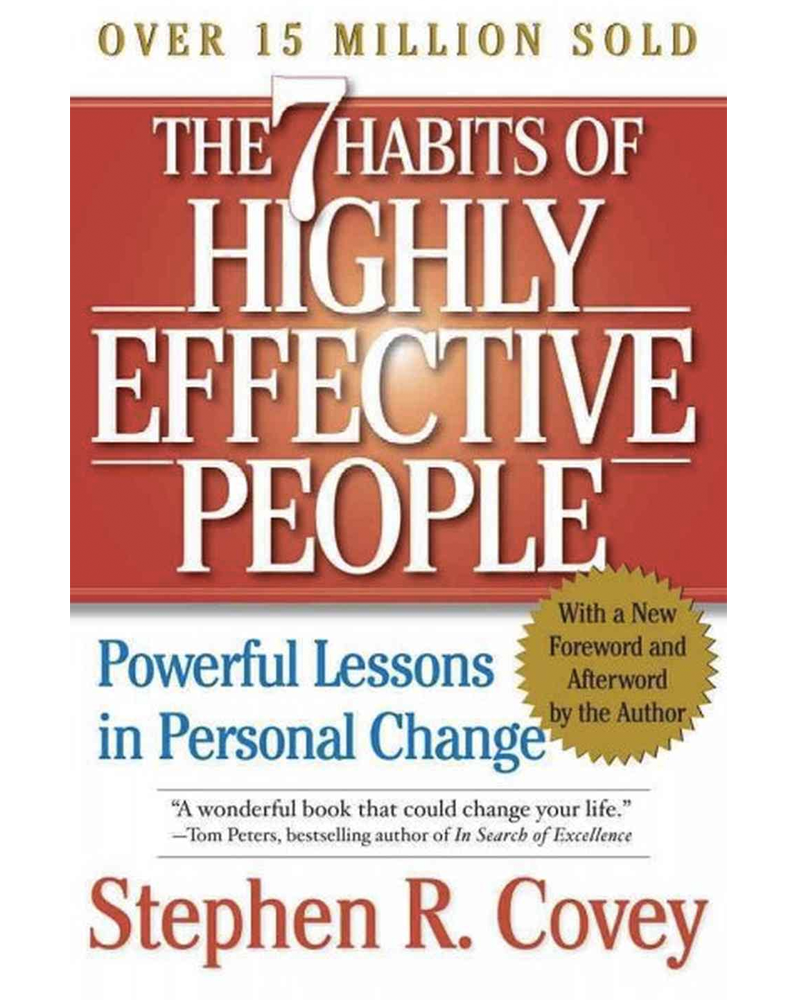 OVER 15 MILLION SOLD
THE 7 HABITS OF
HIGHLY
EFFECTIVE
PEOPLE
With a New
Foreword and
Afterword
by the Author
Powerful Lessons
in Personal Change
“A wonderful book that could change your life.”
—Tom Peters, bestselling author of In Search of Excellence
Stephen R. Covey